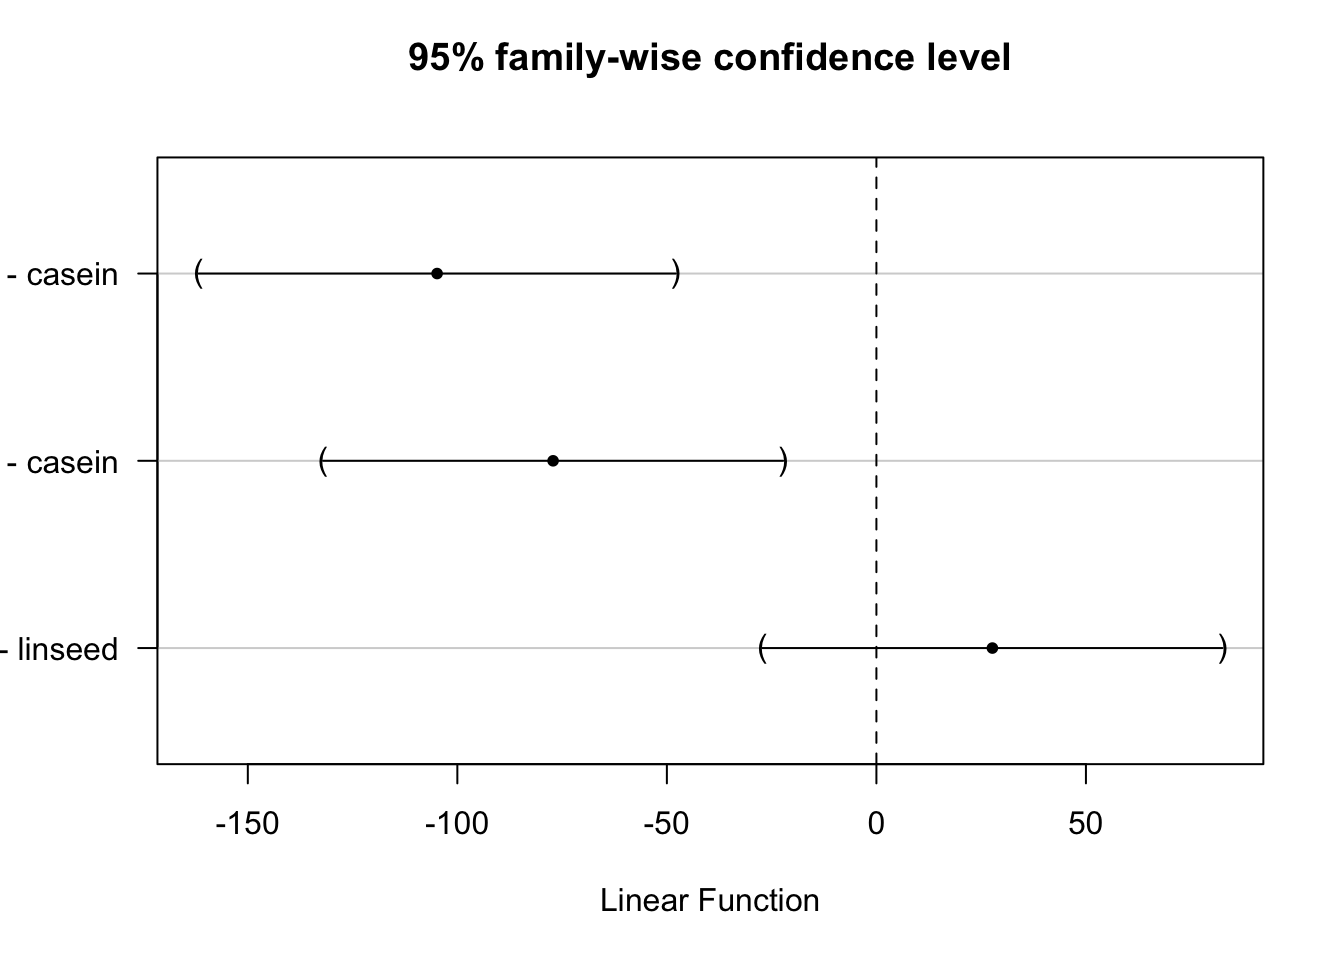 95% family-wise confidence level
- casein
- casein
- linseed
-150 -100 -50 0 50
Linear Function